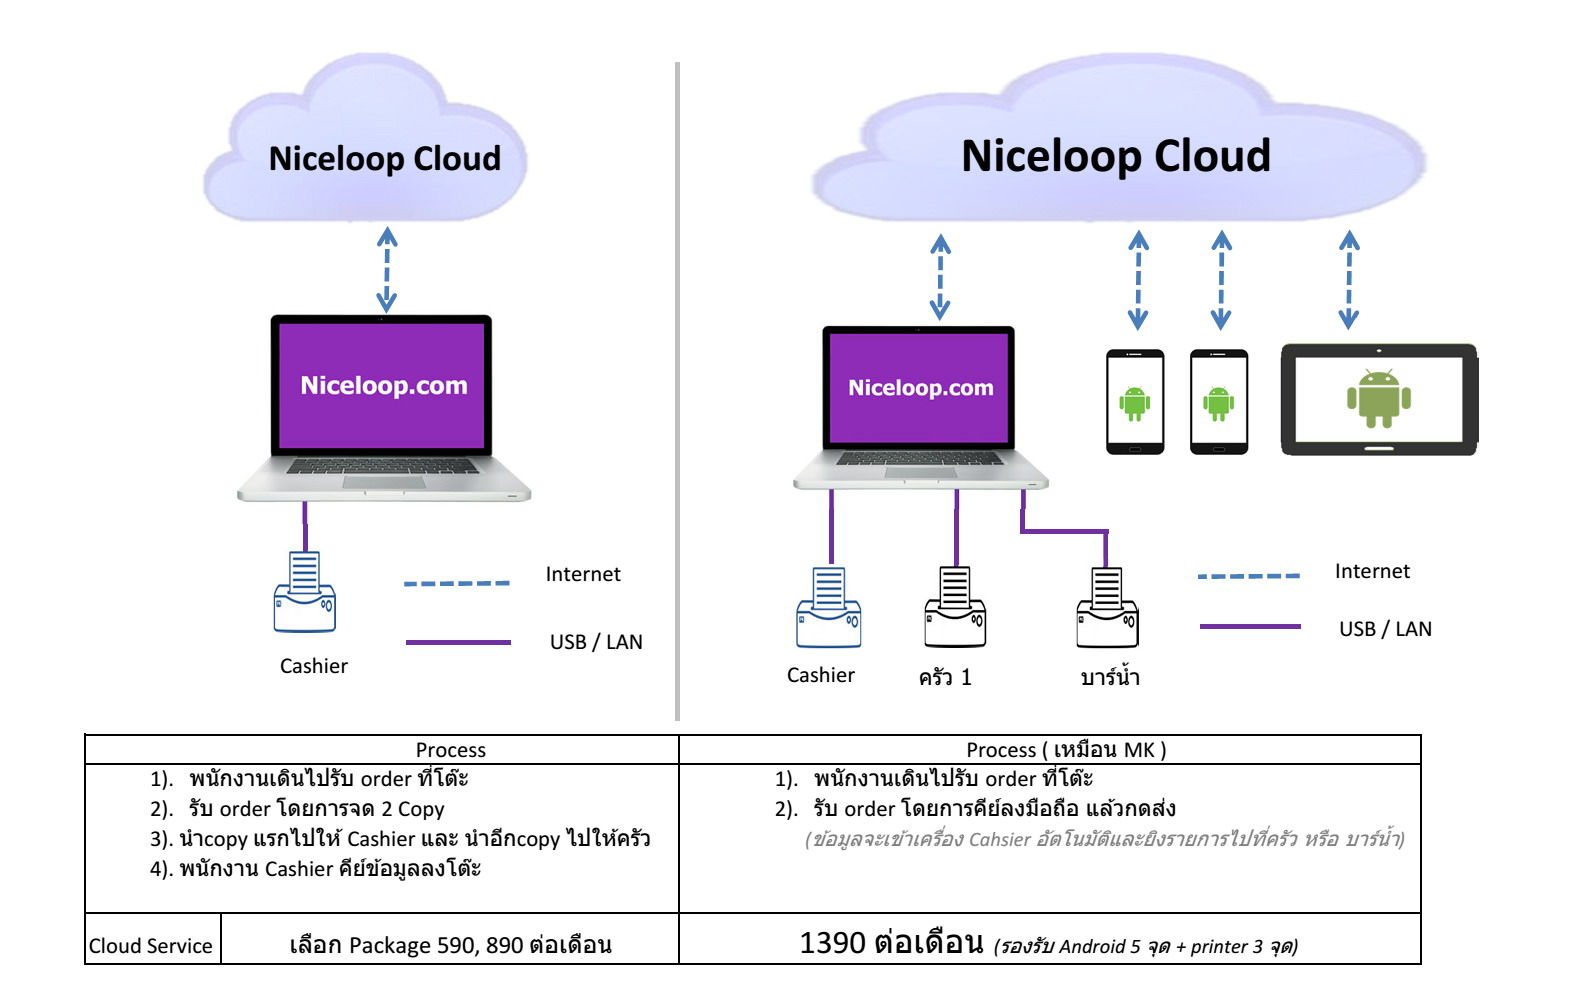 Niceloop Cloud
Niceloop.com
Internet
USB / LAN
Cashier
Niceloop Cloud
Niceloop.com
Internet
USB / LAN
Cashier
ครัว 1
บาร์น้ำ
Process
1). พนักงานเดินไปรับ order ที่โต๊ะ
2). รับ order โดยการจด 2 Copy
3). นำcopy แรกไปให้ Cashier และ นำอีกcopy ไปให้ครัว
4). พนักงาน Cashier คีย์ข้อมูลลงโต๊ะ
Process ( เหมือน MK )
1). พนักงานเดินไปรับ order ที่โต๊ะ
2). รับ order โดยการคีย์ลงมือถือ แล้วกดส่ง
(ข้อมูลจะเข้าเครื่อง Cahsier อัตโนมัติและยิงรายการไปที่ครัว หรือ บาร์น้ำ)
Cloud Service
เลือก Package 590, 890 ต่อเดือน
1390 ต่อเดือน (รองรับ Android 5 จุด + printer 3 จุด)